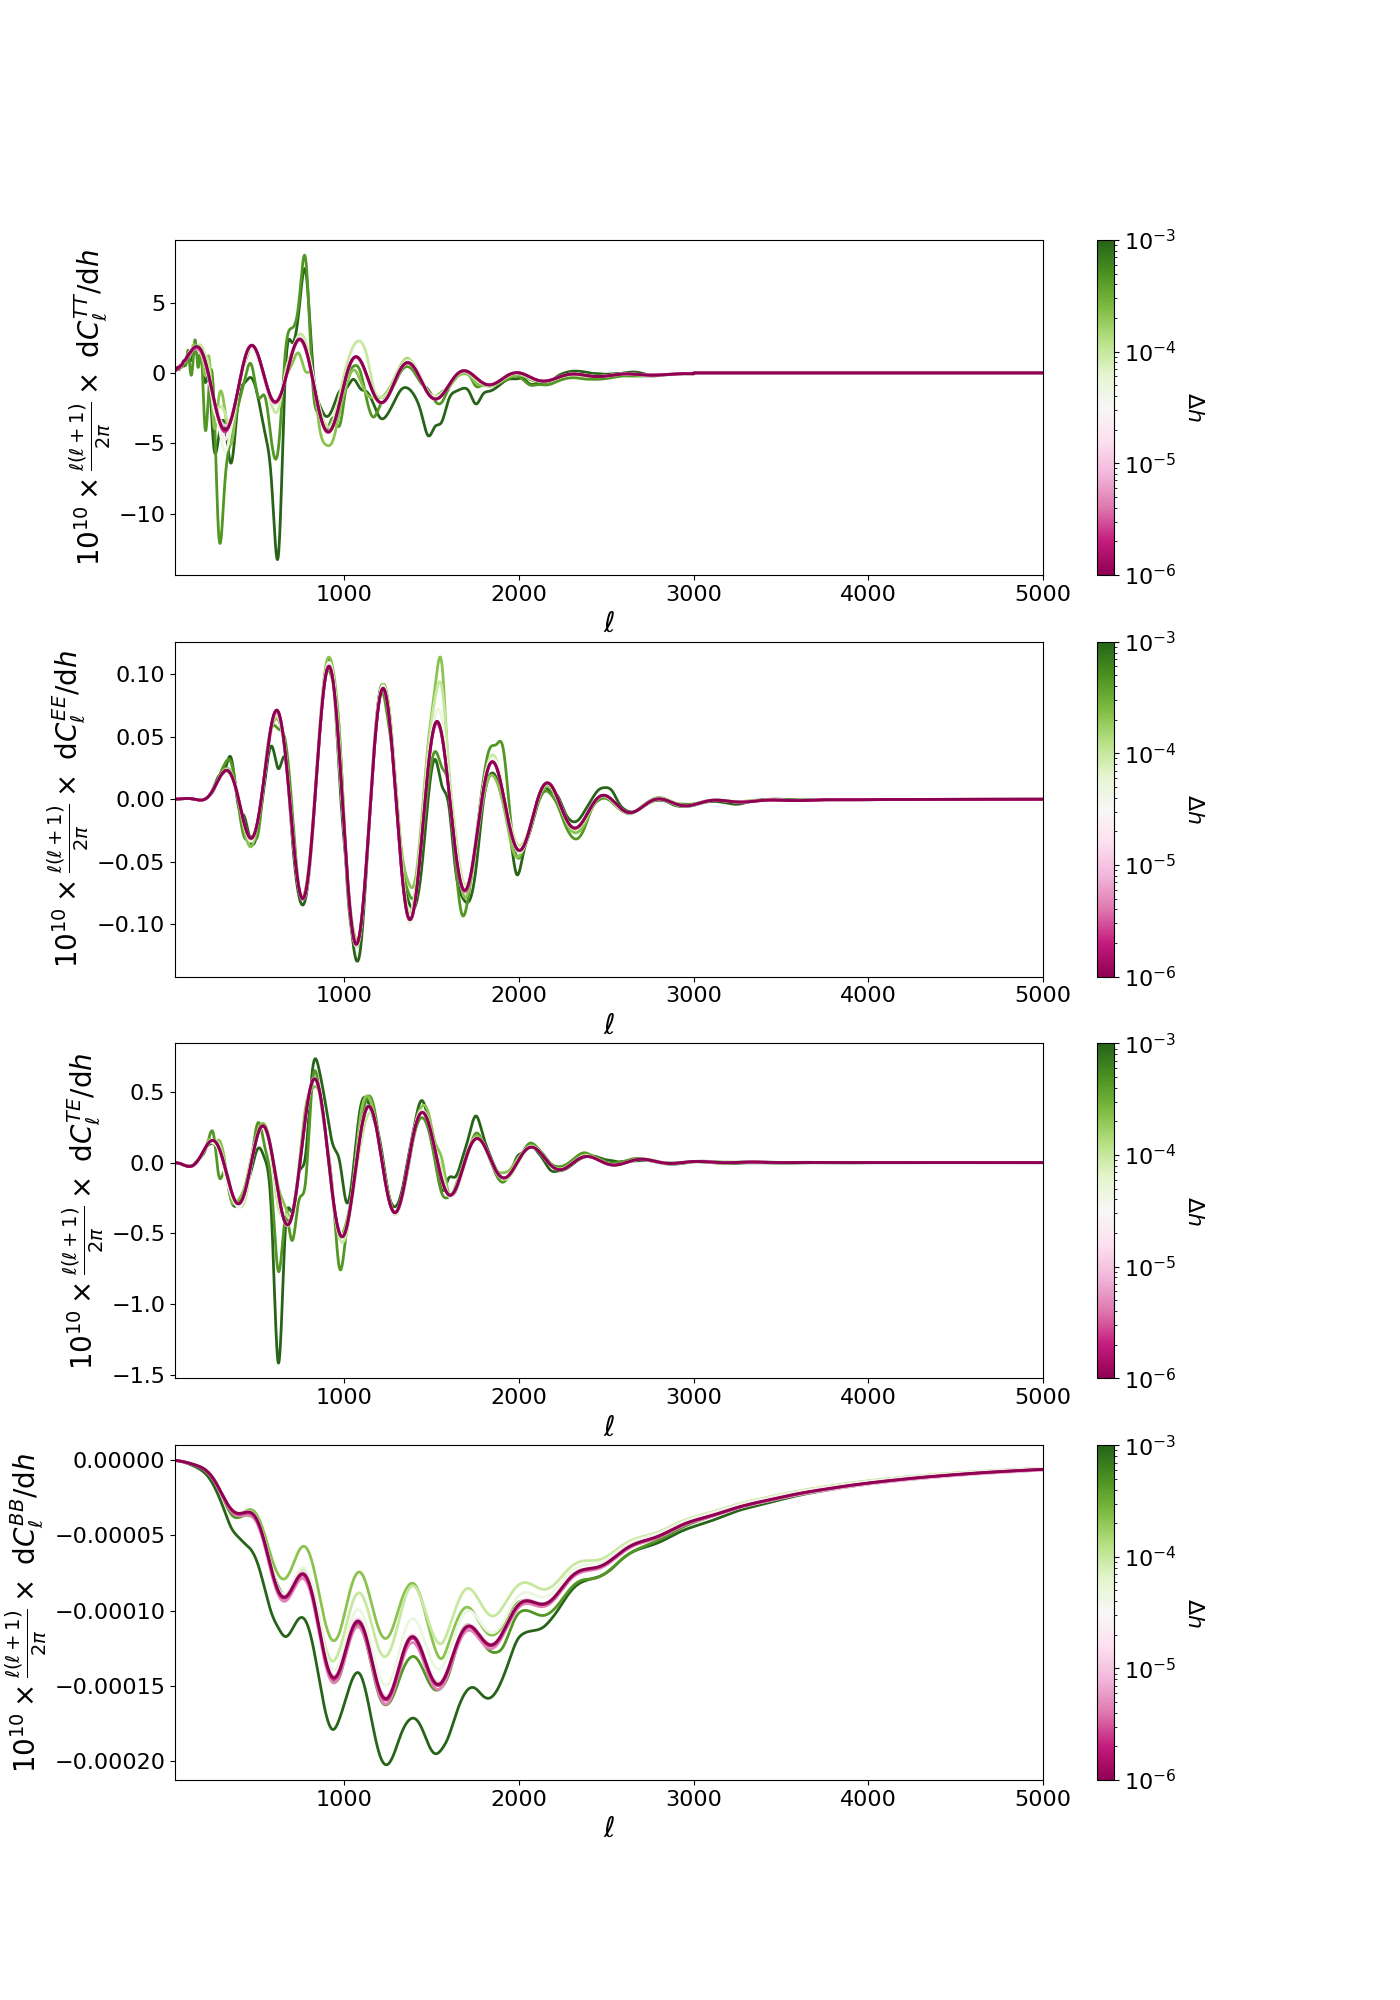 10^{10} × \frac{ℓ(ℓ+1)}{2π} × dC_ℓ^{TT}/dh
5
0
−5
−10
1000 2000 3000 4000 5000
ℓ
10^{−3}
10^{−4}
10^{−5}
10^{−6}
Δh
10^{10} × \frac{ℓ(ℓ+1)}{2π} × dC_ℓ^{EE}/dh
0.10
0.05
0.00
−0.05
−0.10
1000 2000 3000 4000 5000
ℓ
10^{−3}
10^{−4}
10^{−5}
10^{−6}
Δh
10^{10} × \frac{ℓ(ℓ+1)}{2π} × dC_ℓ^{TE}/dh
0.5
0.0
−0.5
−1.0
−1.5
1000 2000 3000 4000 5000
ℓ
10^{−3}
10^{−4}
10^{−5}
10^{−6}
Δh
10^{10} × \frac{ℓ(ℓ+1)}{2π} × dC_ℓ^{BB}/dh
0.00000
−0.00005
−0.00010
−0.00015
−0.00020
1000 2000 3000 4000 5000
ℓ
10^{−3}
10^{−4}
10^{−5}
10^{−6}
Δh